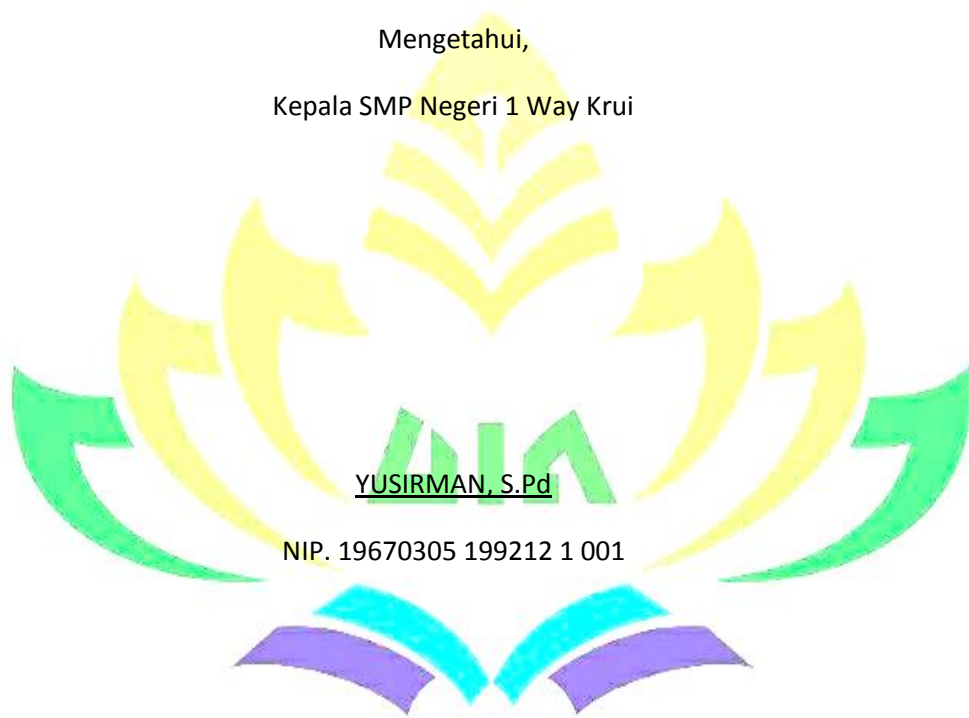 Mengetahui,
Kepala SMP Negeri 1 Way Krui
YUSIRMAN, S.Pd
NIP. 19670305 199212 1 001